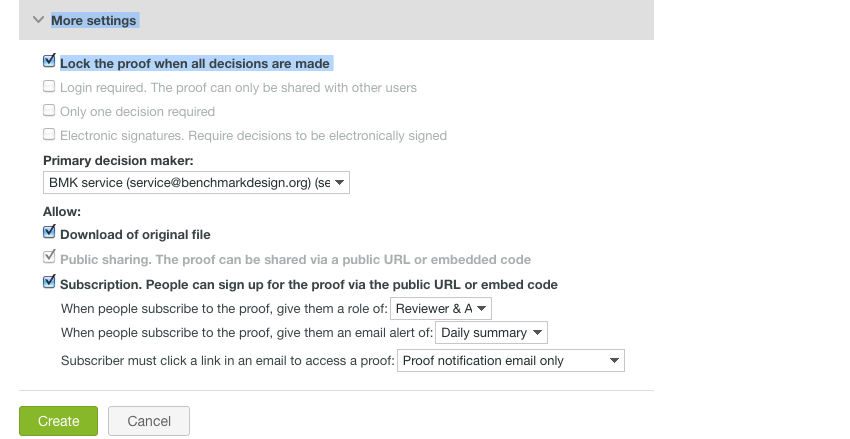 More settings
Lock the proof when all decisions are made
Login required. The proof can only be shared with other users
Only one decision required
Electronic signatures. Require decisions to be electronically signed
Primary decision maker:
BMK service (service@benchmarkdesign.org) (se
Allow:
Download of original file
Public sharing. The proof can be shared via a public URL or embedded code
Subscription. People can sign up for the proof via the public URL or embed code
When people subscribe to the proof, give them a role of: Reviewer & A
When people subscribe to the proof, give them an email alert of: Daily summary
Subscriber must click a link in an email to access a proof: Proof notification email only
Create Cancel